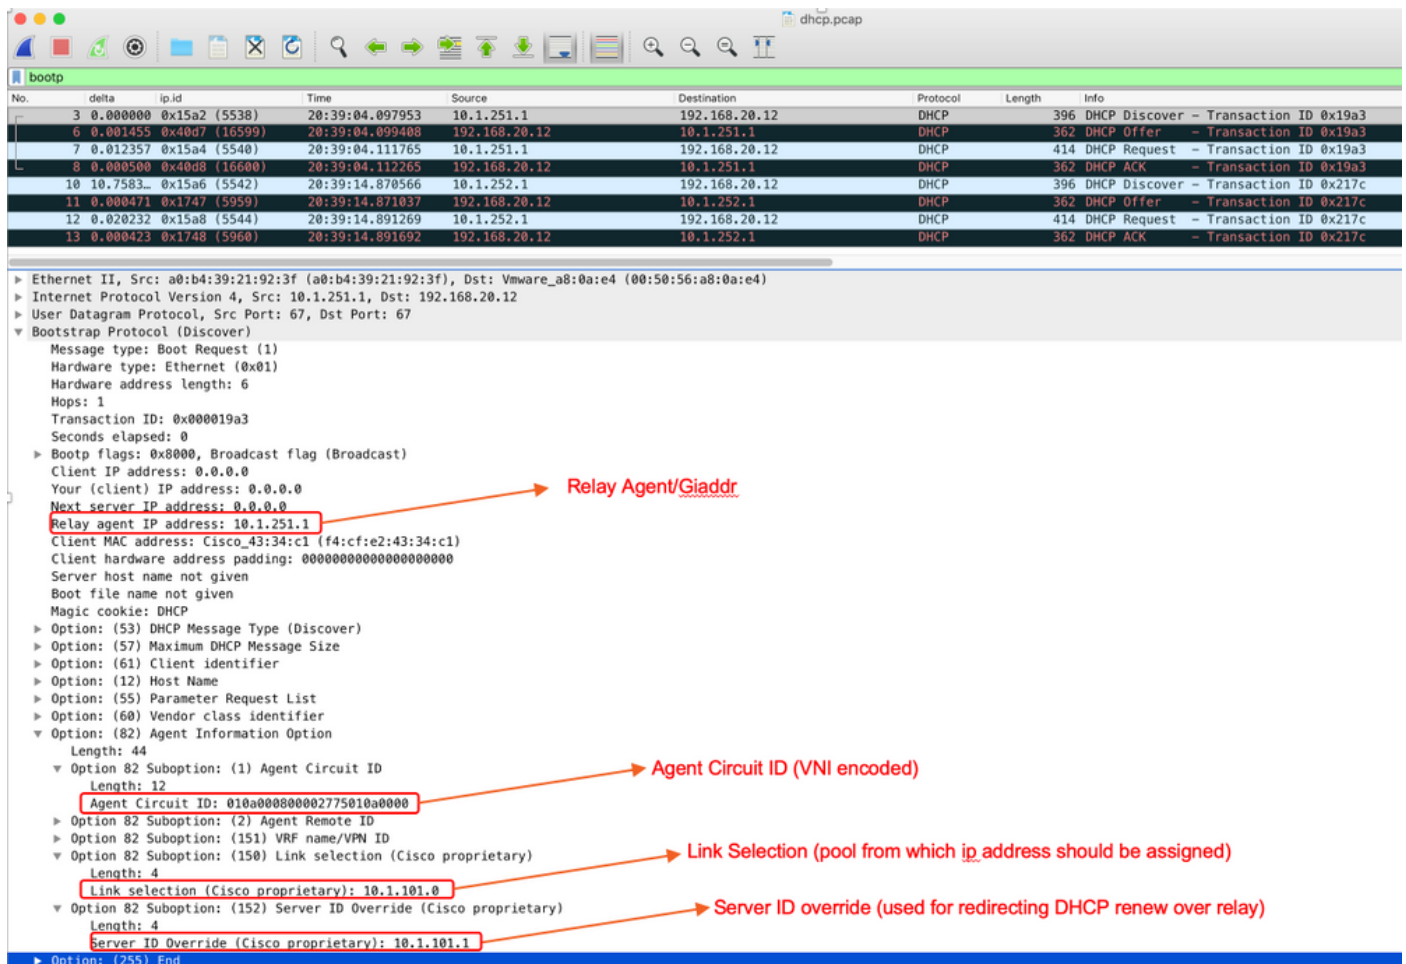 dhcp.pcap
bootp
No. delta ip.id Time Source Destination Protocol Length Info
3 0.000000 0x15a2 (5538) 20:39:04.097953 10.1.251.1 192.168.20.12 DHCP 396 DHCP Discover – Transaction ID 0x19a3
6 0.001455 0x40d7 (16599) 20:39:04.099408 192.168.20.12 10.1.251.1 DHCP 362 DHCP Offer – Transaction ID 0x19a3
7 0.012357 0x15a4 (5540) 20:39:04.111765 10.1.251.1 192.168.20.12 DHCP 414 DHCP Request – Transaction ID 0x19a3
8 0.000500 0x40d8 (16600) 20:39:04.112265 192.168.20.12 10.1.251.1 DHCP 362 DHCP ACK – Transaction ID 0x19a3
10 10.7583… 0x15a6 (5542) 20:39:14.870566 10.1.252.1 192.168.20.12 DHCP 396 DHCP Discover – Transaction ID 0x217c
11 0.000471 0x1747 (5959) 20:39:14.871037 192.168.20.12 10.1.252.1 DHCP 362 DHCP Offer – Transaction ID 0x217c
12 0.020232 0x15a8 (5544) 20:39:14.891269 10.1.252.1 192.168.20.12 DHCP 414 DHCP Request – Transaction ID 0x217c
13 0.000423 0x1748 (5960) 20:39:14.891692 192.168.20.12 10.1.252.1 DHCP 362 DHCP ACK – Transaction ID 0x217c
Ethernet II, Src: a0:b4:39:21:92:3f (a0:b4:39:21:92:3f), Dst: Vmware_a8:0a:e4 (00:50:56:a8:0a:e4)
Internet Protocol Version 4, Src: 10.1.251.1, Dst: 192.168.20.12
User Datagram Protocol, Src Port: 67, Dst Port: 67
Bootstrap Protocol (Discover)
Message type: Boot Request (1)
Hardware type: Ethernet (0x01)
Hardware address length: 6
Hops: 1
Transaction ID: 0x000019a3
Seconds elapsed: 0
Bootp flags: 0x8000, Broadcast flag (Broadcast)
Client IP address: 0.0.0.0
Your (client) IP address: 0.0.0.0
Relay Agent/Giaddr
Next server IP address: 0.0.0.0
Relay agent IP address: 10.1.251.1
Client MAC address: Cisco_43:34:c1 (f4:cf:e2:43:34:c1)
Client hardware address padding: 00000000000000000000
Server host name not given
Boot file name not given
Magic cookie: DHCP
Option: (53) DHCP Message Type (Discover)
Option: (57) Maximum DHCP Message Size
Option: (61) Client identifier
Option: (12) Host Name
Option: (55) Parameter Request List
Option: (60) Vendor class identifier
Option: (82) Agent Information Option
Length: 44
Option 82 Suboption: (1) Agent Circuit ID
Agent Circuit ID (VNI encoded)
Length: 12
Agent Circuit ID: 010a000800002775010a0000
Option 82 Suboption: (2) Agent Remote ID
Option 82 Suboption: (151) VRF name/VPN ID
Option 82 Suboption: (150) Link selection (Cisco proprietary)
Link Selection (pool from which ip address should be assigned)
Length: 4
Link selection (Cisco proprietary): 10.1.101.0
Option 82 Suboption: (152) Server ID Override (Cisco proprietary)
Server ID override (used for redirecting DHCP renew over relay)
Length: 4
Server ID Override (Cisco proprietary): 10.1.101.1
Option: (255) End